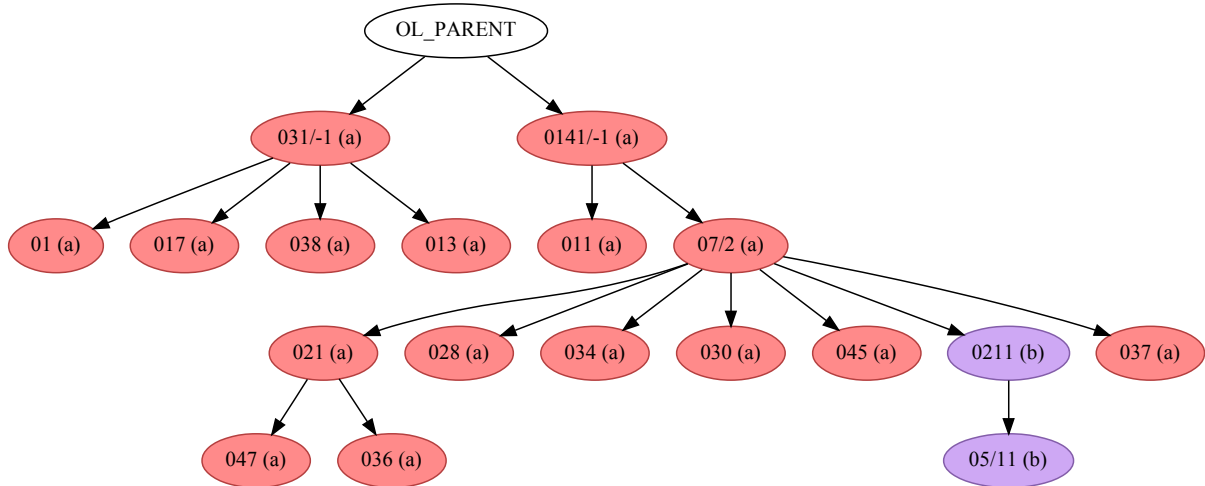 OL_PARENT
031/-1 (a)
0141/-1 (a)
01 (a)
017 (a)
038 (a)
013 (a)
011 (a)
07/2 (a)
021 (a)
028 (a)
034 (a)
030 (a)
045 (a)
0211 (b)
037 (a)
047 (a)
036 (a)
05/11 (b)